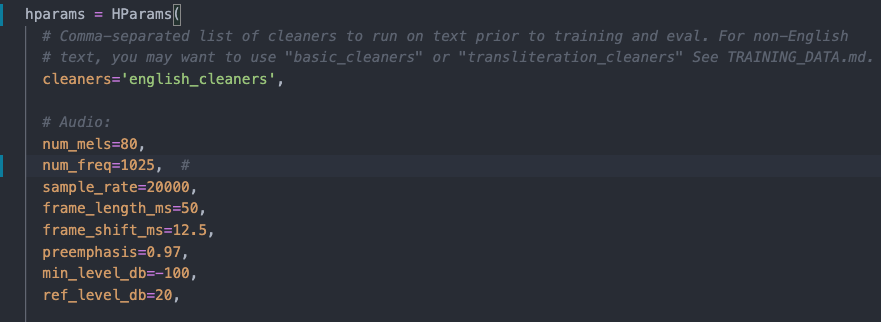 hparams = HParams(
# Comma-separated list of cleaners to run on text prior to training and eval. For non-English
# text, you may want to use "basic_cleaners" or "transliteration_cleaners" See TRAINING_DATA.md.
cleaners='english_cleaners',
# Audio:
num_mels=80,
num_freq=1025,  #
sample_rate=20000,
frame_length_ms=50,
frame_shift_ms=12.5,
preemphasis=0.97,
min_level_db=-100,
ref_level_db=20,